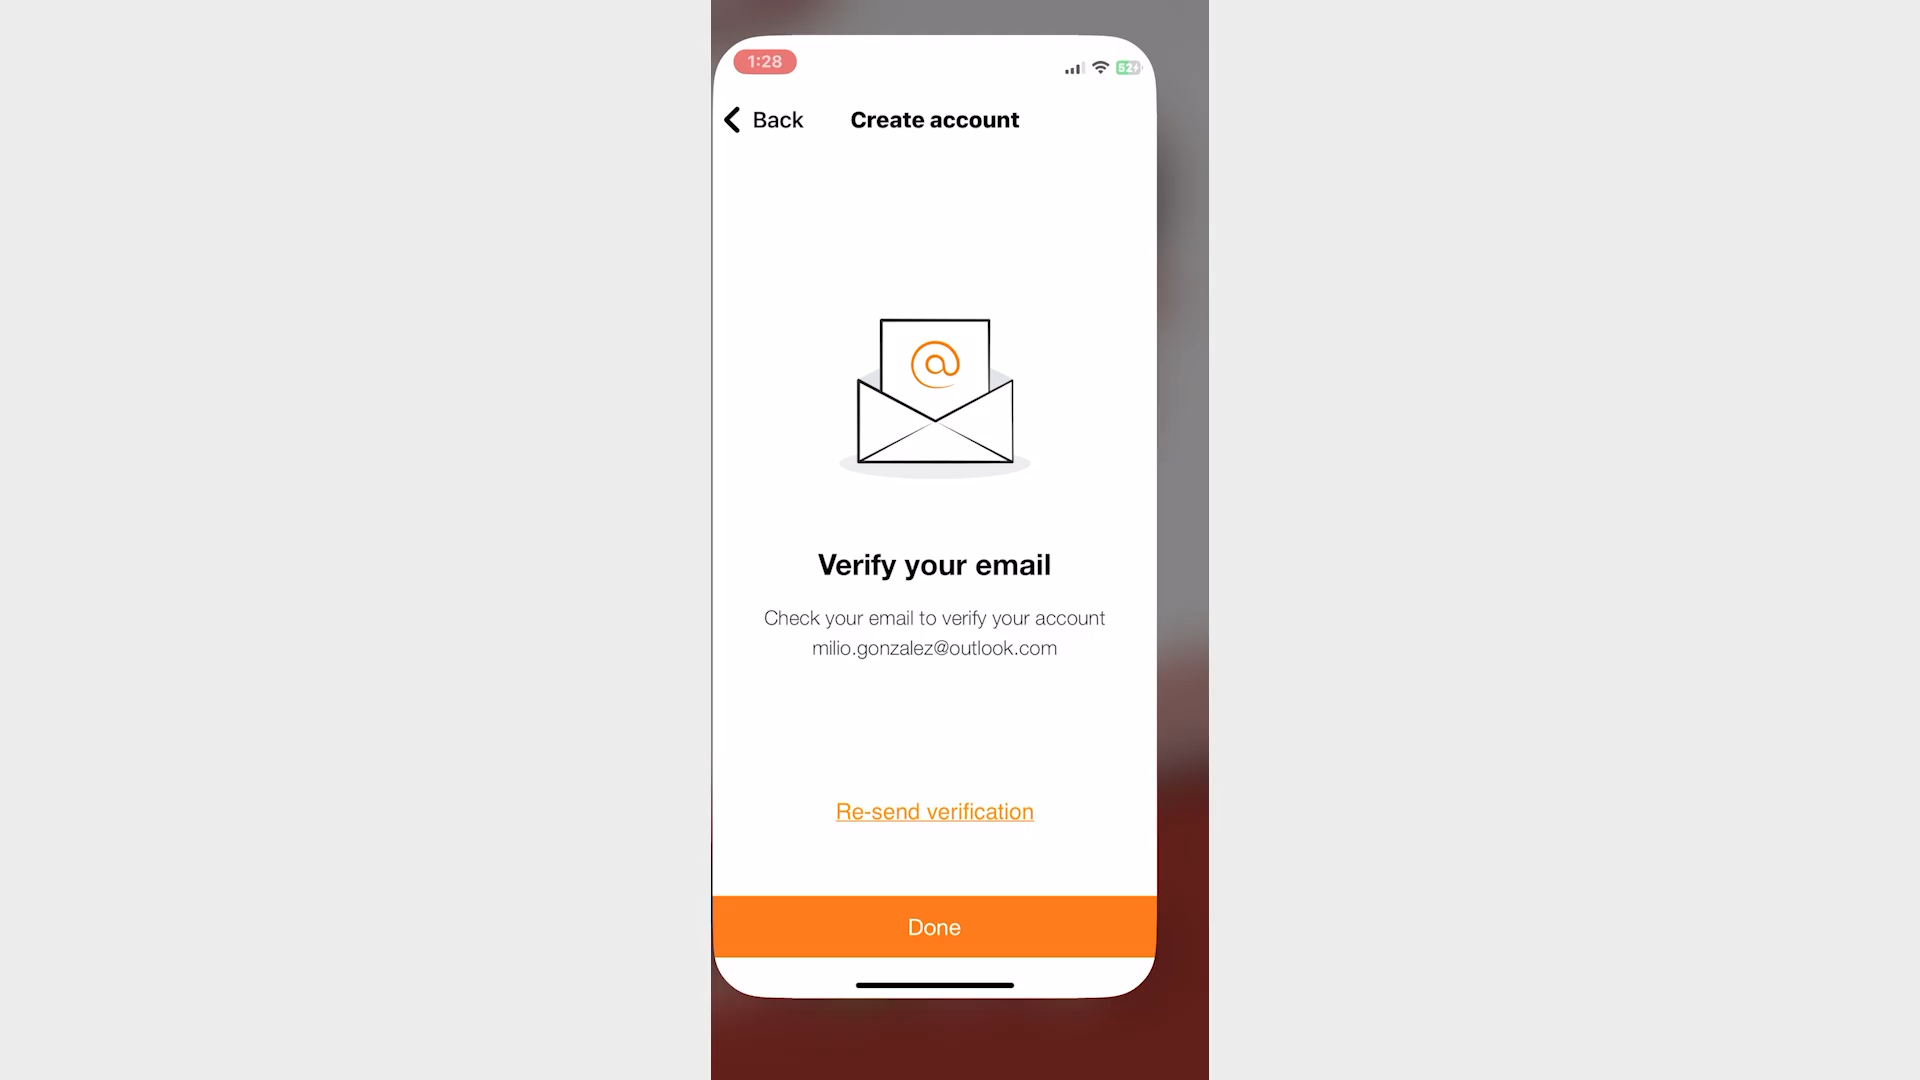 1:28
52
Back
Create account
@
Verify your email
Check your email to verify your account
milio.gonzalez@outlook.com
Re-send verification
Done